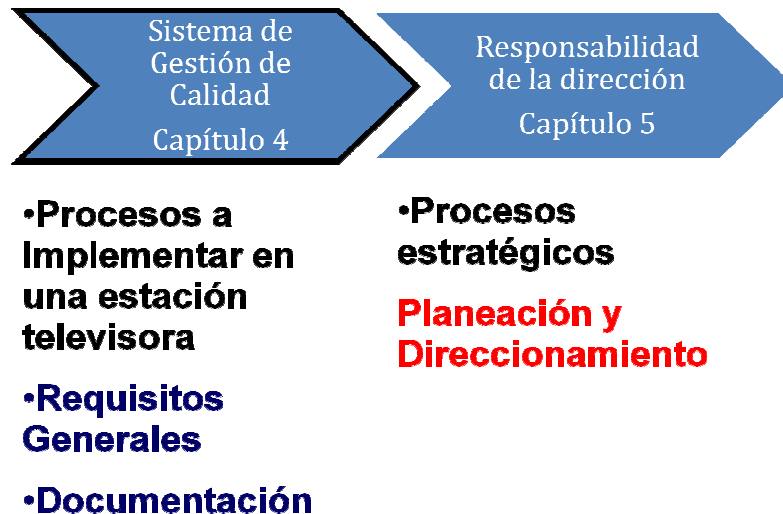 Sistema de
Gestión de
Calidad
Capítulo 4
Responsabilidad
de la dirección
Capítulo 5
•Procesos a
Implementar en
una estación
televisora
•Requisitos
Generales
•Documentación
•Procesos
estratégicos
Planeación y
Direccionamiento